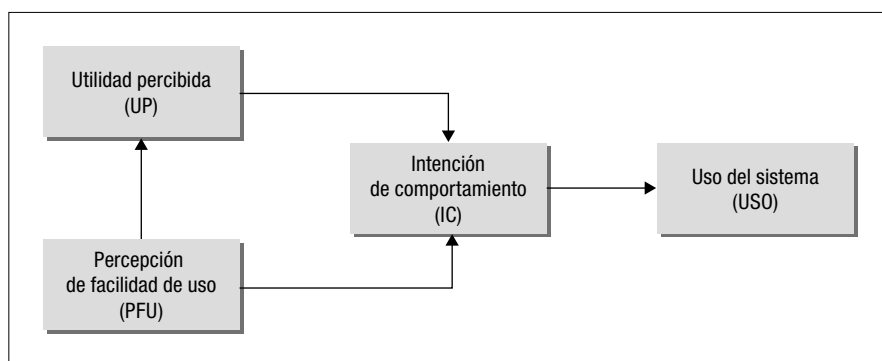 Utilidad percibida
(UP)
Intención
de comportamiento
(IC)
Uso del sistema
(USO)
Percepción
de facilidad de uso
(PFU)